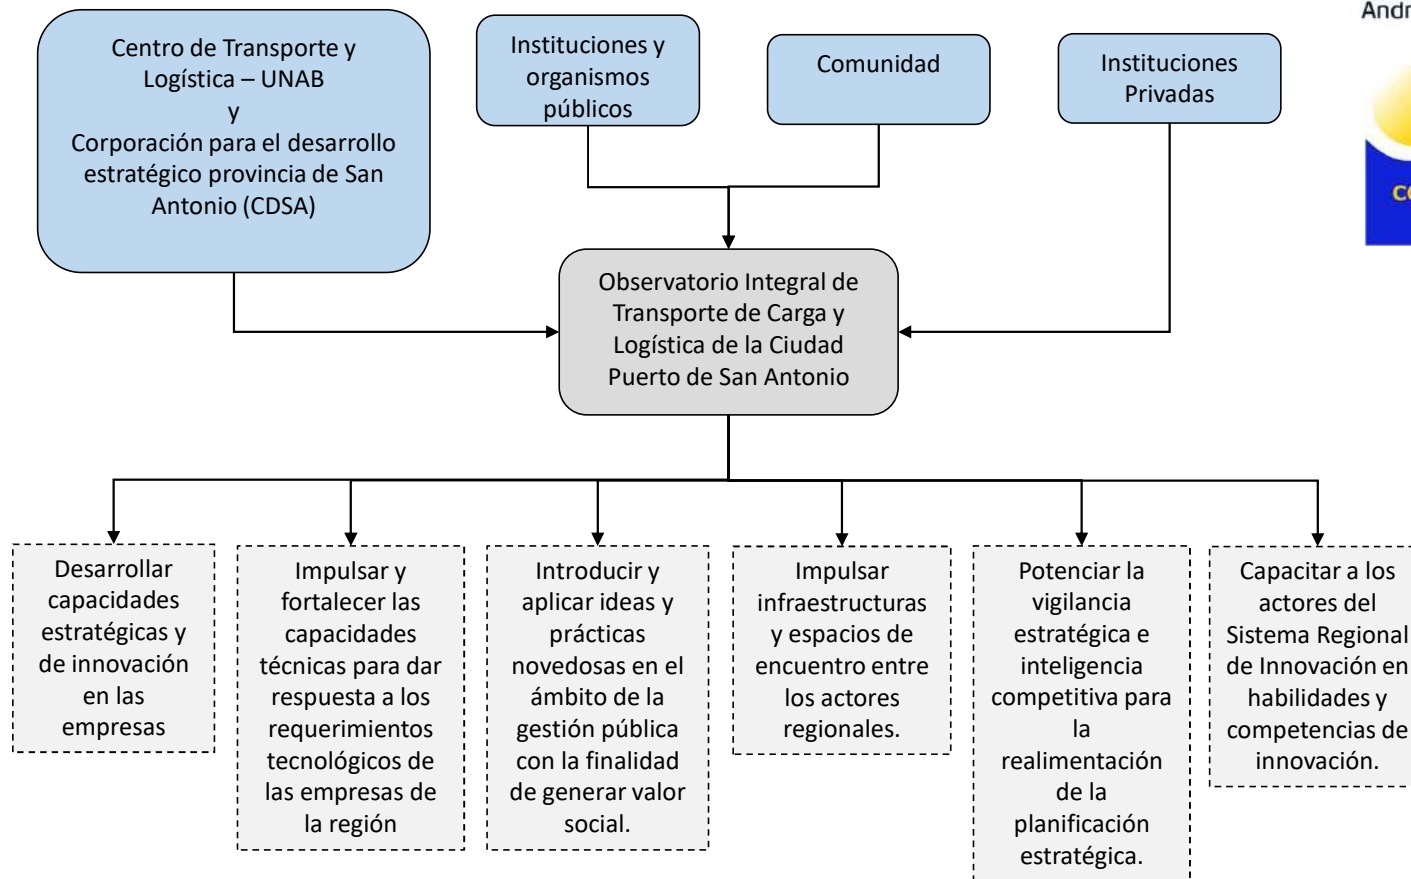 Centro de Transporte y
Logística – UNAB
y
Corporación para el desarrollo
estratégico provincia de San
Antonio (CDSA)
Instituciones y
organismos
públicos
Comunidad
Instituciones
Privadas
Observatorio Integral de
Transporte de Carga y
Logística de la Ciudad
Puerto de San Antonio
Desarrollar
capacidades
estratégicas y
de innovación
en las
empresas
Impulsar y
fortalecer las
capacidades
técnicas para dar
respuesta a los
requerimientos
tecnológicos de
las empresas de
la región
Introducir y
aplicar ideas y
prácticas
novedosas en el
ámbito de la
gestión pública
con la finalidad
de generar valor
social.
Impulsar
infraestructuras
y espacios de
encuentro entre
los actores
regionales.
Potenciar la
vigilancia
estratégica e
inteligencia
competitiva para
la
realimentación
de la
planificación
estratégica.
Capacitar a los
actores del
Sistema Regional
de Innovación en
habilidades y
competencias de
innovación.